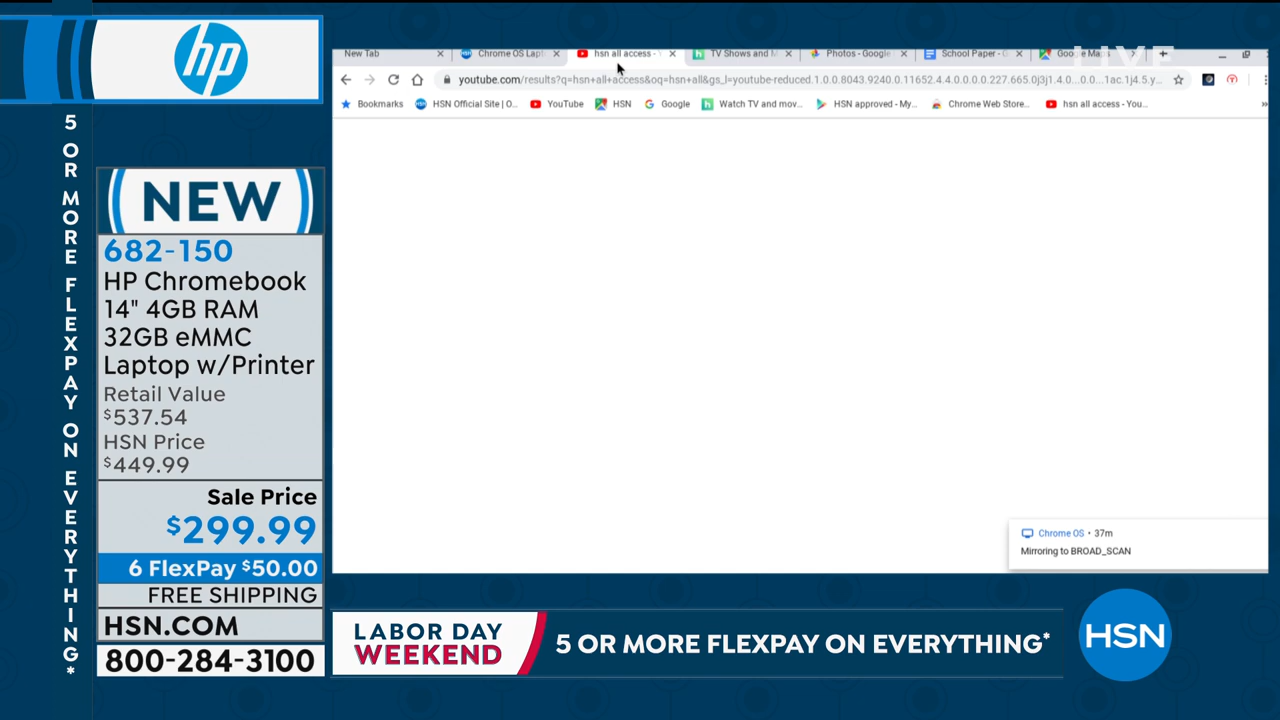 hp
5 OR MORE FLEXPAY ON EVERYTHING*
NEW
682-150
HP Chromebook
14" 4GB RAM
32GB eMMC
Laptop w/Printer
Retail Value
$537.54
HSN Price
$449.99
Sale Price
$299.99
6 FlexPay $50.00
FREE SHIPPING
HSN.COM
800-284-3100
LIVE
New Tab
Chrome OS Lapt
hsn all access -
TV Shows and M
Photos - Google
School Paper - G
Google Ma
youtube.com/results?q=hsn+all+access&oq=hsn+all&gs_l=youtube-reduced.1.0.0.8043.9240.0.11652.4.4.0.0.0.0.227.665.0j3j1.4.0...0...1ac.1j4.5.y...
Bookmarks
HSN Official Site | O...
YouTube
HSN
Google
Watch TV and mov...
HSN approved - My...
Chrome Web Store...
hsn all access - You...
Chrome OS • 37m
Mirroring to BROAD_SCAN
LABOR DAY
WEEKEND
5 OR MORE FLEXPAY ON EVERYTHING*
HSN